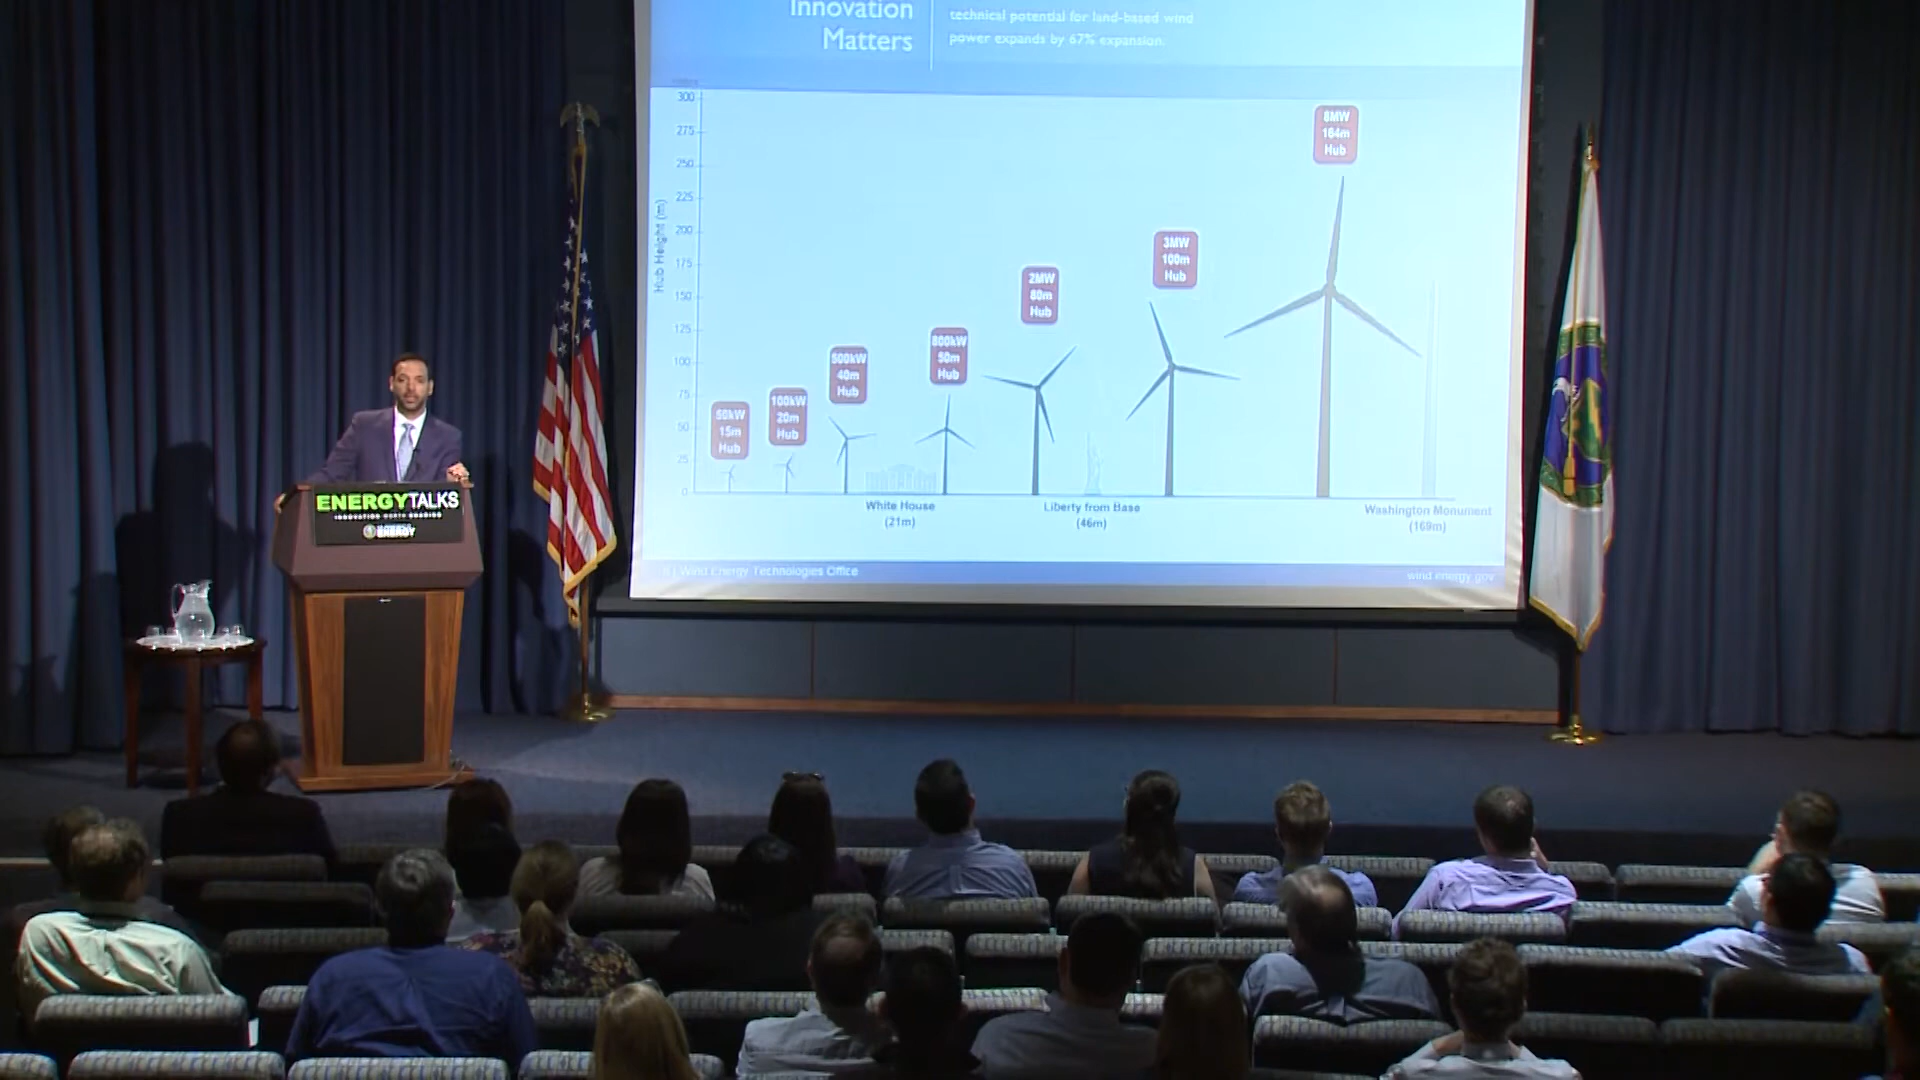 Innovation
Matters
technical potential for land-based wind
power expands by 67% expansion.
300
275
250
225
200
175
150
125
100
75
50
25
0
Hub Height (m)
50kW
15m
Hub
100kW
20m
Hub
500kW
40m
Hub
800kW
50m
Hub
2MW
80m
Hub
3MW
100m
Hub
8MW
164m
Hub
White House
(21m)
Liberty from Base
(46m)
Washington Monument
(169m)
Wind Energy Technologies Office
wind.energy.gov
ENERGYTALKS
INNOVATION WORTH SHARING
ENERGY